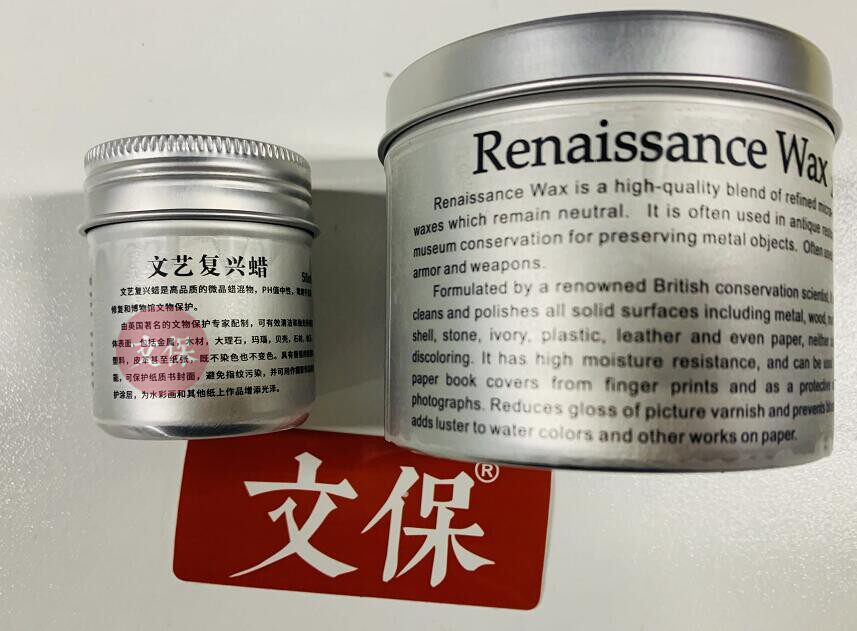 文艺复兴蜡
50ml
文艺复兴蜡是高品质的微晶蜡混物，PH值中性，
修复和博物馆文物保护。
由英国著名的文物保护专家配制，可有效清洁和
体表面，包括金属、木材，大理石，玛瑙，贝壳，石材，
塑料，皮革甚至纸张，既不染色也不变色。具有
能，可保护纸质书封面，避免指纹污染，并可用作
护涂层，为水彩画和其他纸上作品增添光泽。
文保
Renaissance Wax
Renaissance Wax is a high-quality blend of refined
waxes which remain neutral. It is often used in antique
museum conservation for preserving metal objects. Often
armor and weapons.
Formulated by a renowned British conservation scientist,
cleans and polishes all solid surfaces including metal, wood,
shell, stone, ivory, plastic, leather and even paper, neither
discoloring. It has high moisture resistance, and can be
paper book covers from finger prints and as a protective
photographs. Reduces gloss of picture varnish and prevents
adds luster to water colors and other works on paper.
文保®